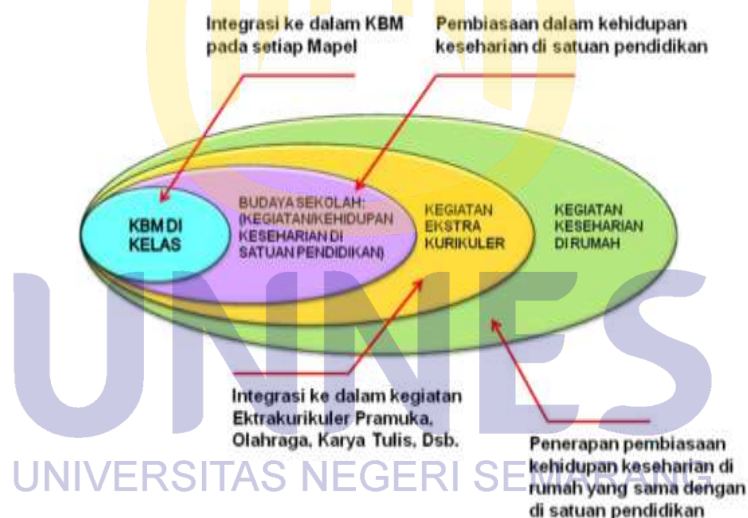 Integrasi ke dalam KBM
pada setiap Mapel
Pembiasaan dalam kehidupan
keseharian di satuan pendidikan
KBM DI
KELAS
BUDAYA SEKOLAH:
(KEGIATAN/KEHIDUPAN
KESEHARIAN DI
SATUAN PENDIDIKAN)
KEGIATAN
EKSTRA
KURIKULER
KEGIATAN
KESEHARIAN
DI RUMAH
Integrasi ke dalam kegiatan
Ektrakurikuler Pramuka,
Olahraga, Karya Tulis, Dsb.
Penerapan pembiasaan
kehidupan keseharian di
rumah yang sama dengan
di satuan pendidikan
UNNES
UNIVERSITAS NEGERI SEMARANG